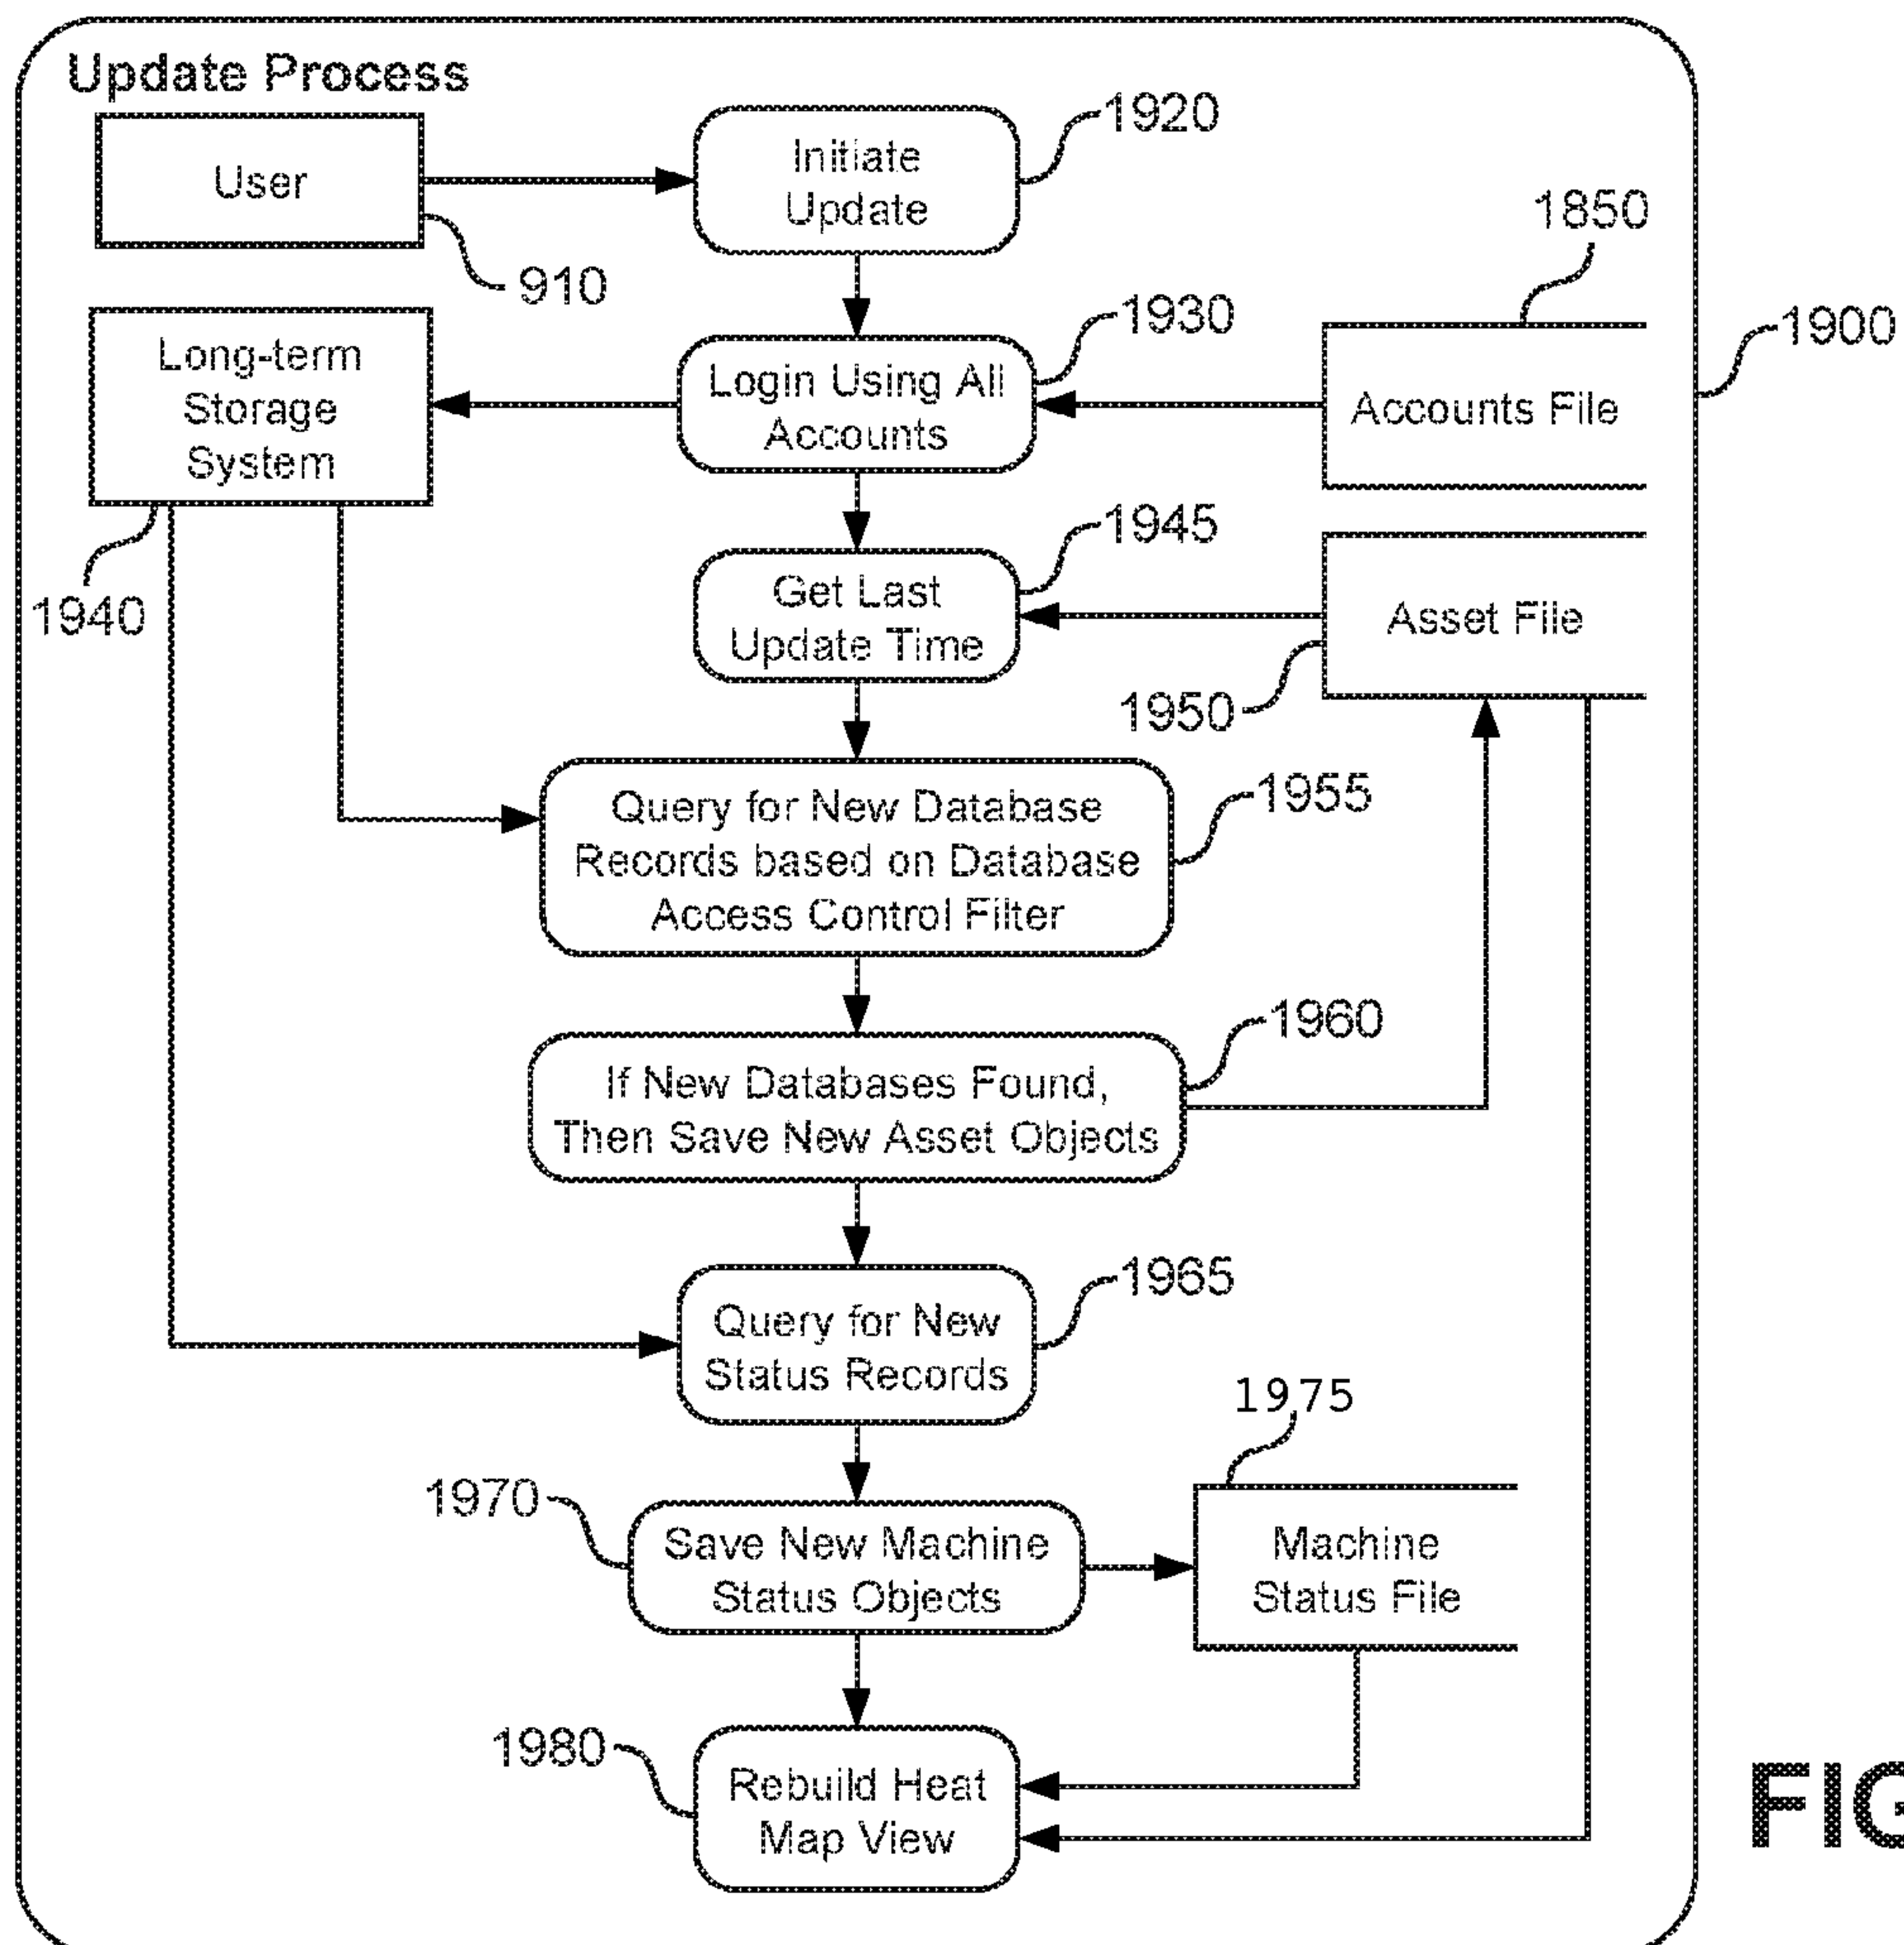 Update Process
User
Initiate
Update
1920
910
1850
1900
Long-term
Storage
System
1940
Login Using All
Accounts
1930
Accounts File
Get Last
Update Time
1945
Asset File
1950
Query for New Database
Records based on Database
Access Control Filter
1955
If New Databases Found,
Then Save New Asset Objects
1960
Query for New
Status Records
1965
1975
1970
Save New Machine
Status Objects
Machine
Status File
1980
Rebuild Heat
Map View
FIG